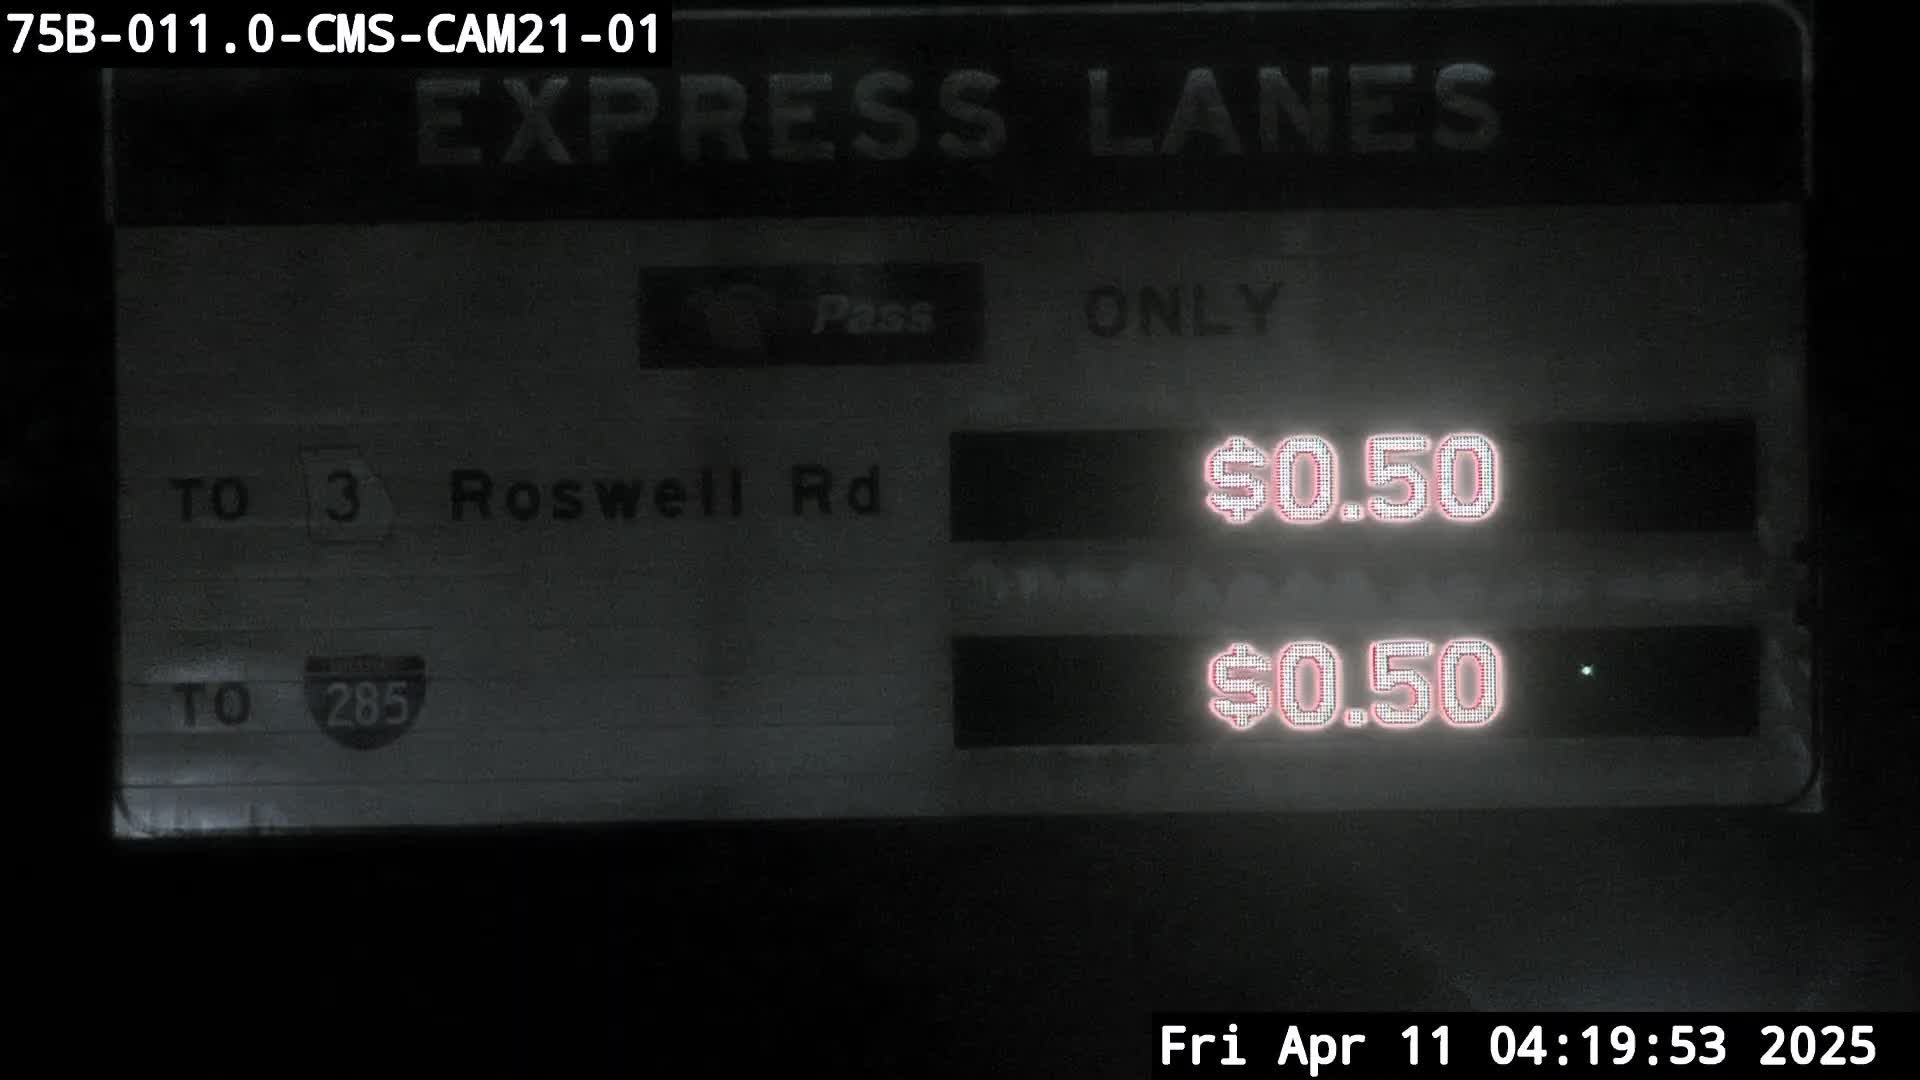 75B-011.0-CMS-CAM21-01
EXPRESS LANES
Pass ONLY
TO 3 Roswell Rd $0.50
TO 285 $0.50
Fri Apr 11 04:19:53 2025